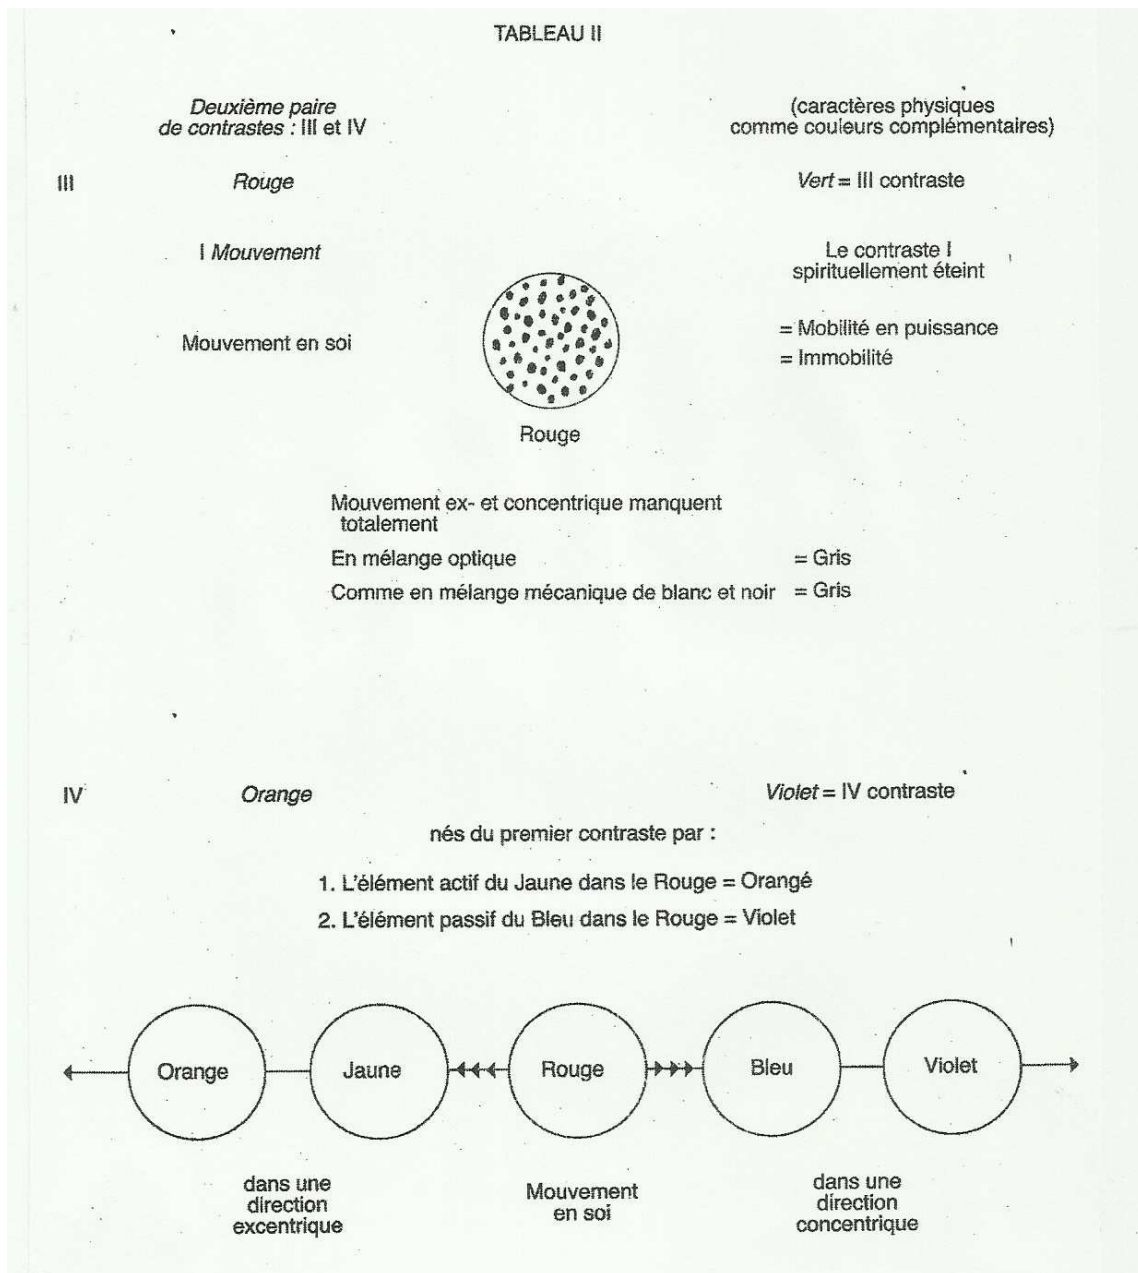 TABLEAU II
Deuxième paire
de contrastes : III et IV
(caractères physiques
comme couleurs complémentaires)
III
Rouge
Vert = III contraste
I Mouvement
Le contraste I
spirituellement éteint
Mouvement en soi
= Mobilité en puissance
= Immobilité
Rouge
Mouvement ex- et concentrique manquent
totalement
En mélange optique = Gris
Comme en mélange mécanique de blanc et noir = Gris
IV
Orange
Violet = IV contraste
nés du premier contraste par :
1. L'élément actif du Jaune dans le Rouge = Orangé
2. L'élément passif du Bleu dans le Rouge = Violet
Orange
Jaune
Rouge
Bleu
Violet
dans une
direction
excentrique
Mouvement
en soi
dans une
direction
concentrique